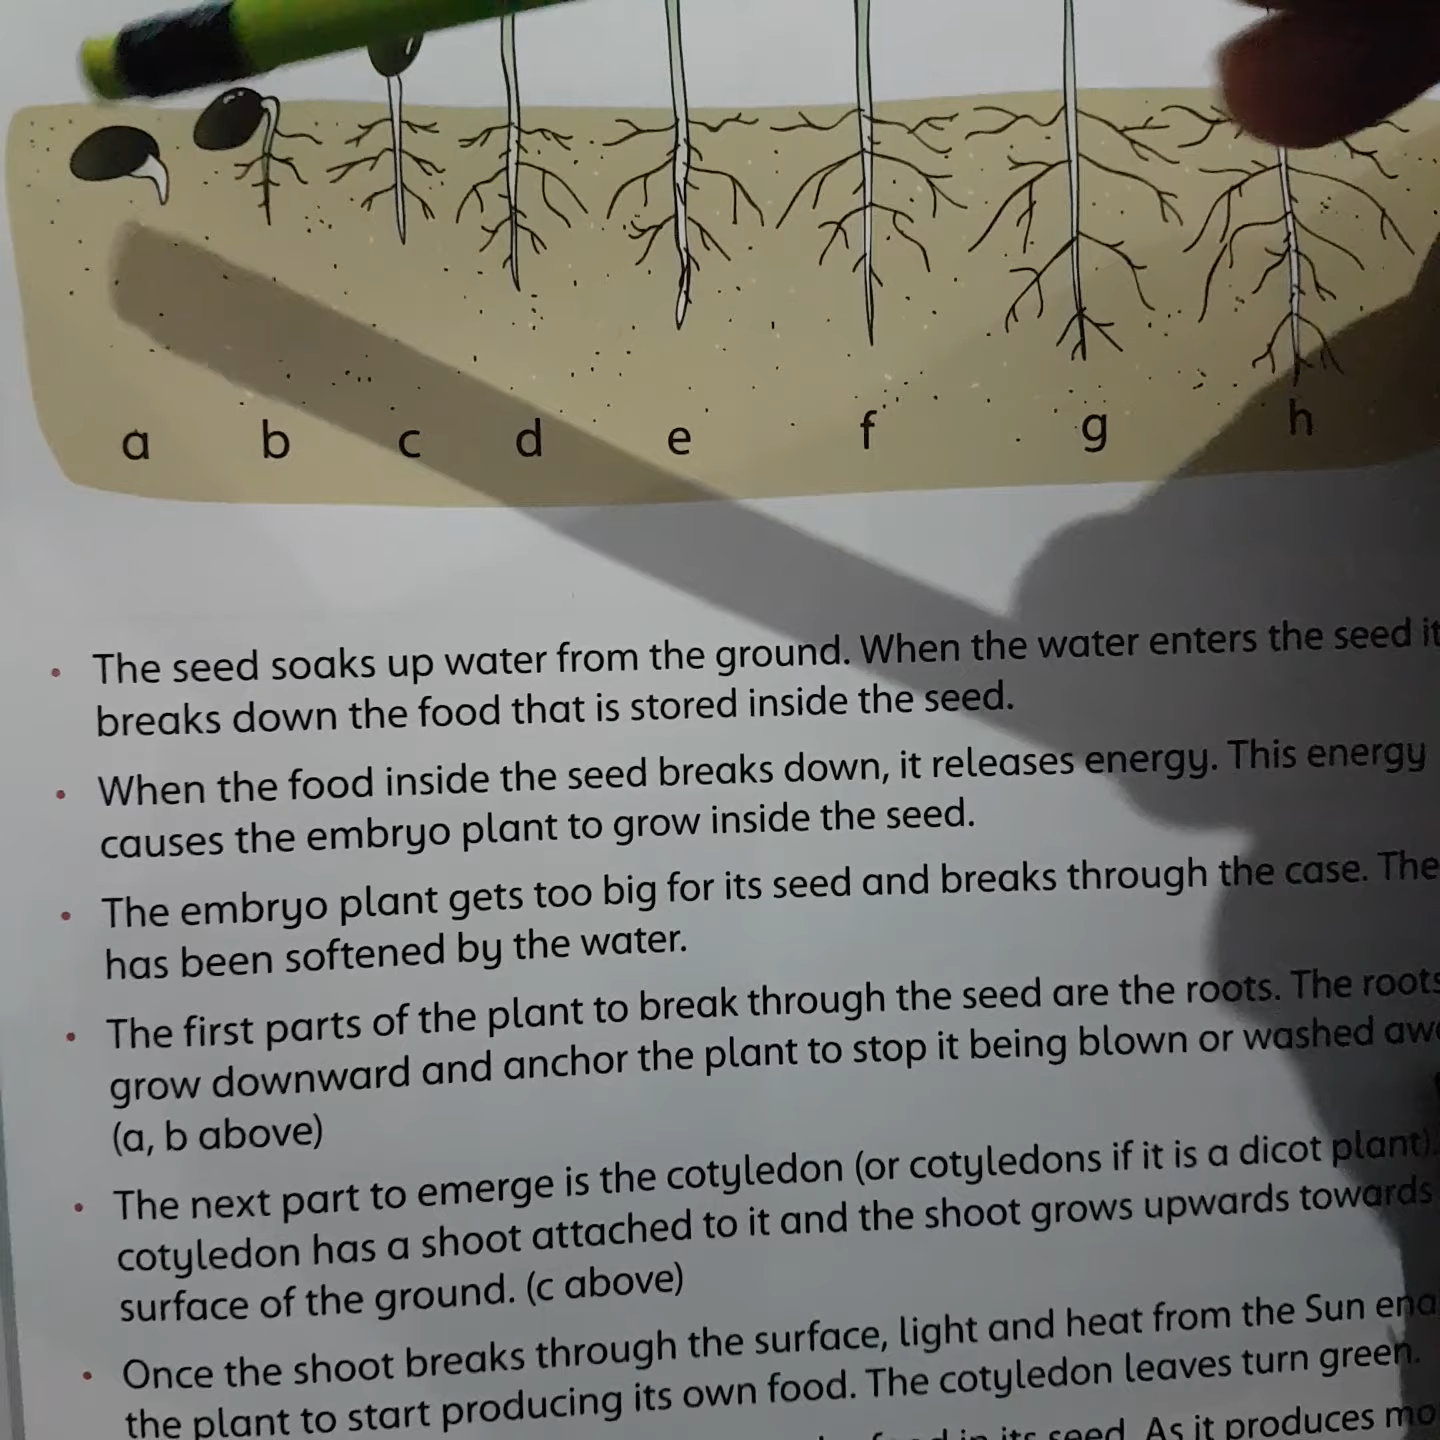 a b c d e f g h
• The seed soaks up water from the ground. When the water enters the seed it
breaks down the food that is stored inside the seed.
• When the food inside the seed breaks down, it releases energy. This energy
causes the embryo plant to grow inside the seed.
• The embryo plant gets too big for its seed and breaks through the case. The
has been softened by the water.
• The first parts of the plant to break through the seed are the roots. The roots
grow downward and anchor the plant to stop it being blown or washed
(a, b above)
• The next part to emerge is the cotyledon (or cotyledons if it is a dicot plant).
cotyledon has a shoot attached to it and the shoot grows upwards towards
surface of the ground. (c above)
• Once the shoot breaks through the surface, light and heat from the Sun
the plant to start producing its own food. The cotyledon leaves turn green.
in its seed. As it produces